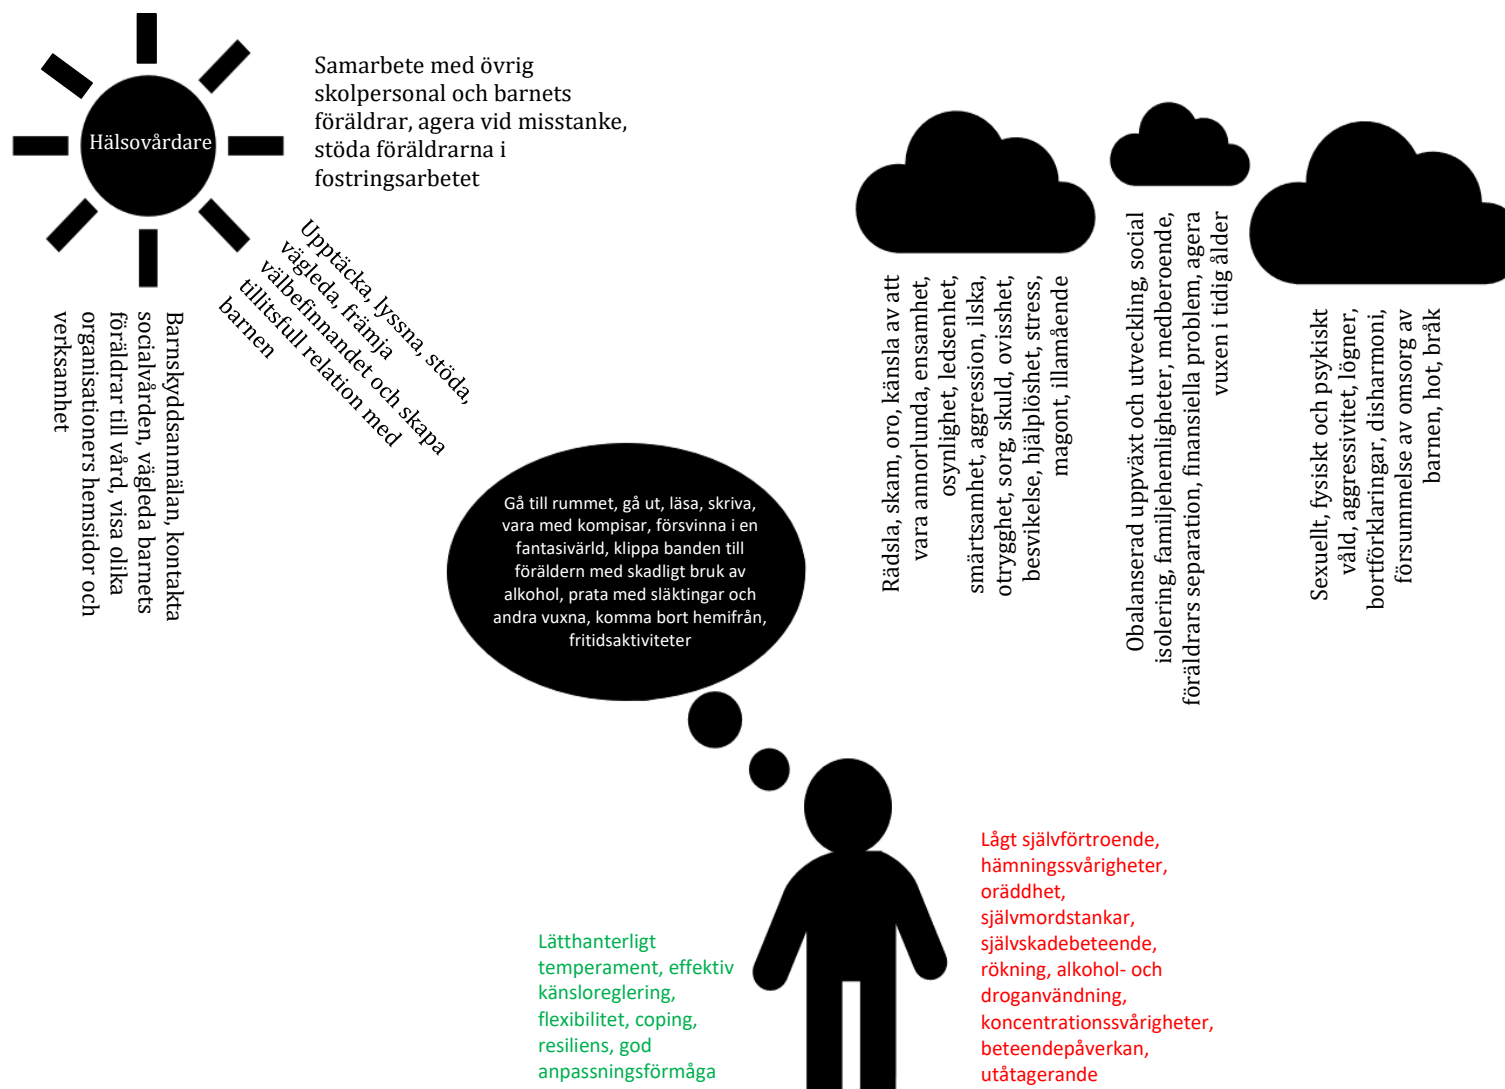 Hälsovårdare
Samarbete med övrig
skolpersonal och barnets
föräldrar, agera vid misstanke,
stöda föräldrarna i
fostringsarbetet
Upptäcka, lyssna, stöda,
vägleda, främja
välbefinnandet och skapa
tillitsfull relation med
barnen
Barnskyddsanmälan, kontakta
socialvården, vägleda barnets
föräldrar till vård, visa olika
organisationers hemsidor och
verksamhet
Rädsla, skam, oro, känsla av att
vara annorlunda, ensamhet,
osynlighet, ledsenhet,
smärtsamhet, aggression, ilska,
otrygghet, sorg, skuld, ovisshet,
besvikelse, hjälplöshet, stress,
magont, illamående
Obalanserad uppväxt och utveckling, social
isolering, familjehemligheter, medberoende,
föräldrars separation, finansiella problem, agera
vuxen i tidig ålder
Sexuellt, fysiskt och psykiskt
våld, aggressivitet, lögner,
bortförklaringar, disharmoni,
försummelse av omsorg av
barnen, hot, bråk
Gå till rummet, gå ut, läsa, skriva,
vara med kompisar, försvinna i en
fantasivärld, klippa banden till
föräldern med skadligt bruk av
alkohol, prata med släktingar och
andra vuxna, komma bort hemifrån,
fritidsaktiviteter
Lätthanterligt
temperament, effektiv
känsloreglering,
flexibilitet, coping,
resiliens, god
anpassningsförmåga
Lågt självförtroende,
hämningssvårigheter,
oräddhet,
självmordstankar,
självskadebeteende,
rökning, alkohol- och
droganvändning,
koncentrationssvårigheter,
beteendepåverkan,
utåtagerande